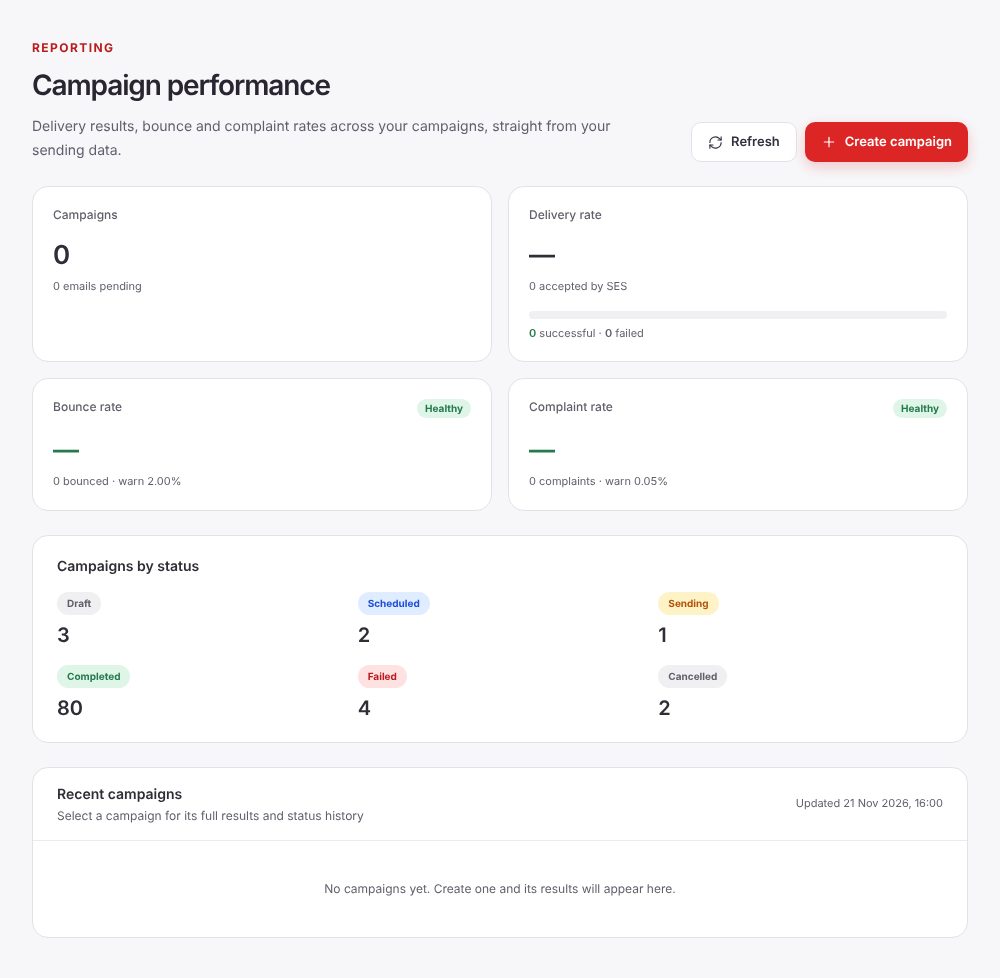 REPORTING
Campaign performance
Delivery results, bounce and complaint rates across your campaigns, straight from your
sending data.
Refresh
Create campaign
Campaigns
0
0 emails pending
Delivery rate
—
0 accepted by SES
0 successful · 0 failed
Bounce rate
Healthy
—
0 bounced · warn 2.00%
Complaint rate
Healthy
—
0 complaints · warn 0.05%
Campaigns by status
Draft
3
Scheduled
2
Sending
1
Completed
80
Failed
4
Cancelled
2
Recent campaigns
Select a campaign for its full results and status history
Updated 21 Nov 2026, 16:00
No campaigns yet. Create one and its results will appear here.